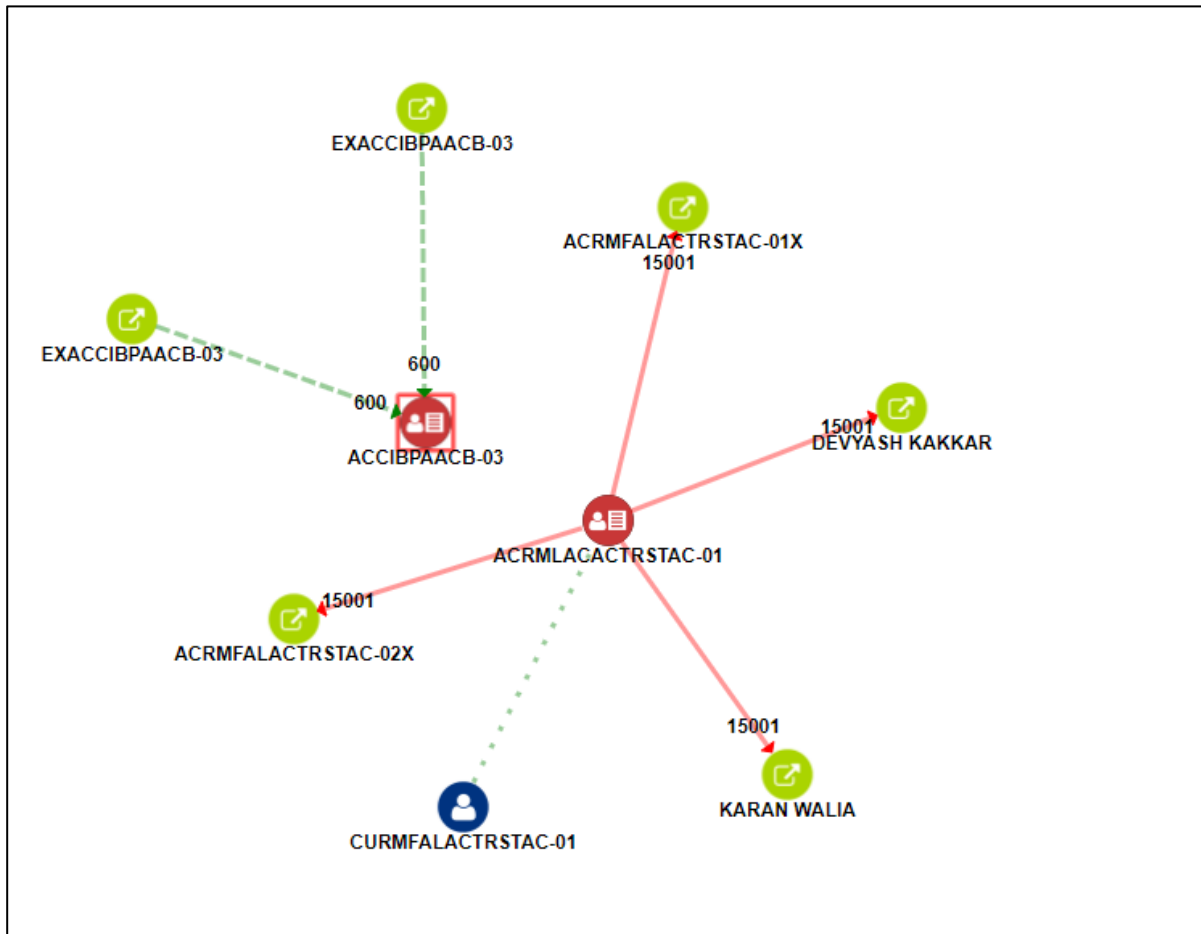 EXACCIBPAACB-03
ACRMFALACTRSTAC-01X
15001
EXACCIBPAACB-03
600
600
ACCIBPAACB-03
15001
DEVYASH KAKKAR
ACRMLACACTRSTAC-01
15001
ACRMFALACTRSTAC-02X
15001
KARAN WALIA
CURMFALACTRSTAC-01